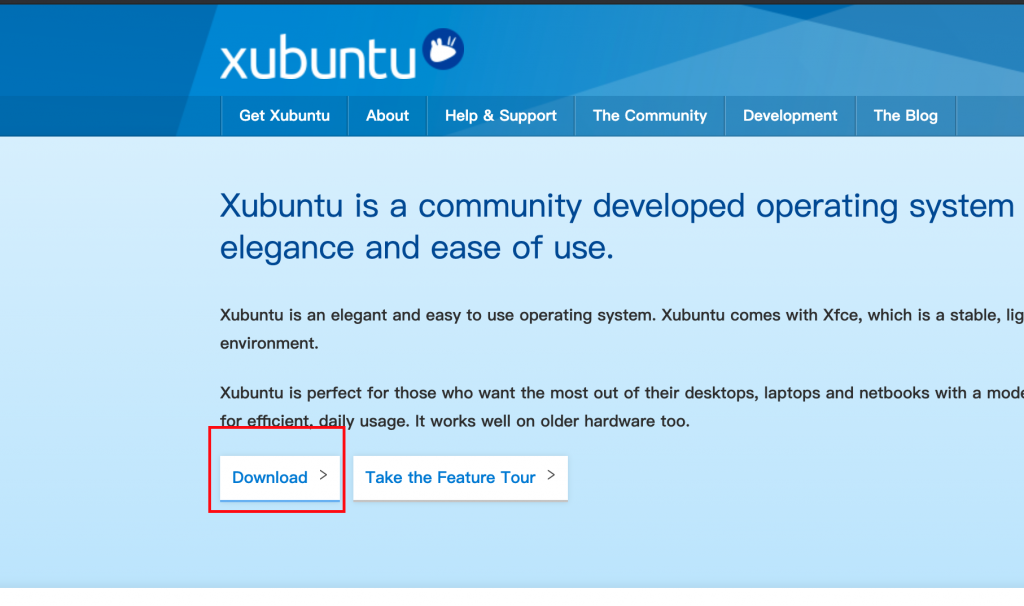 xubuntu
Get Xubuntu About Help & Support The Community Development The Blog
Xubuntu is a community developed operating system
elegance and ease of use.
Xubuntu is an elegant and easy to use operating system. Xubuntu comes with Xfce, which is a stable, lig
environment.
Xubuntu is perfect for those who want the most out of their desktops, laptops and netbooks with a mode
for efficient, daily usage. It works well on older hardware too.
Download > Take the Feature Tour >